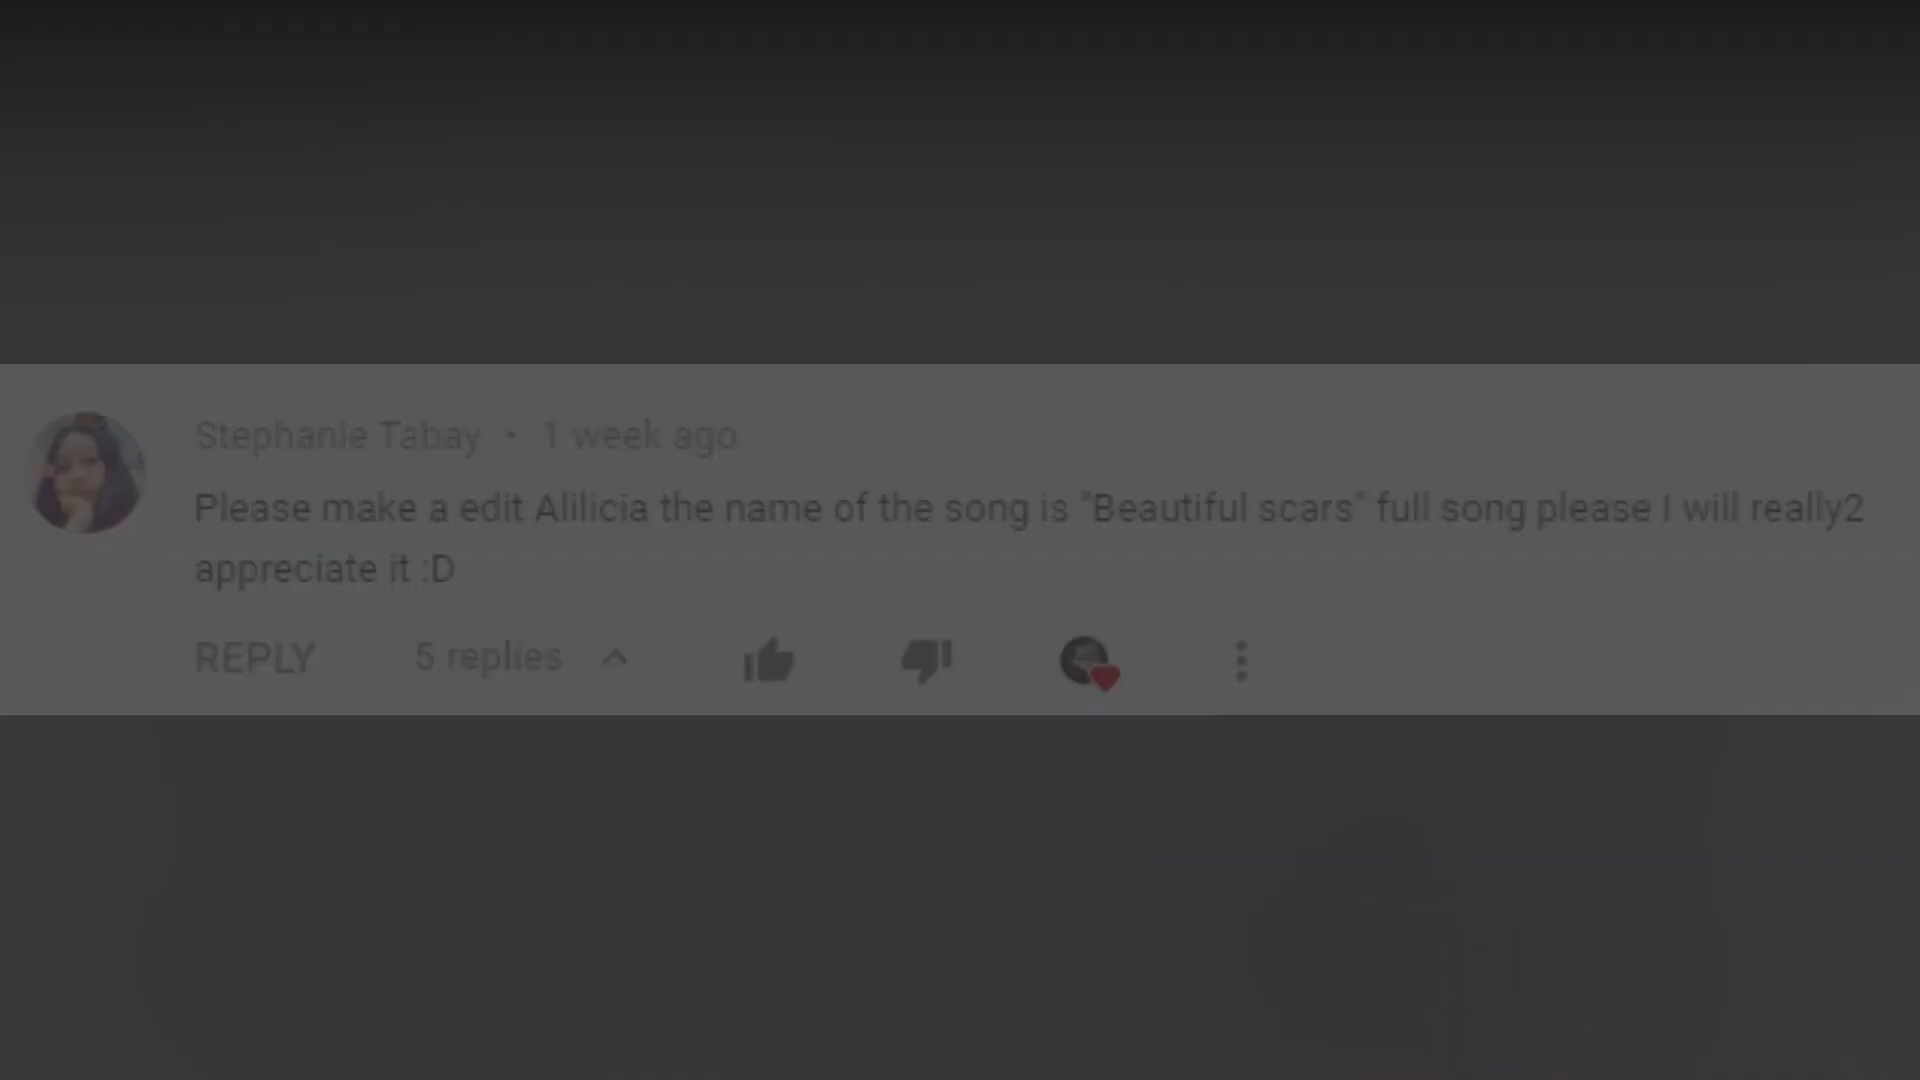 Stephanie Tabay • 1 week ago
Please make a edit Alilicia the name of the song is "Beautiful scars" full song please I will really2
appreciate it :D
REPLY 5 replies